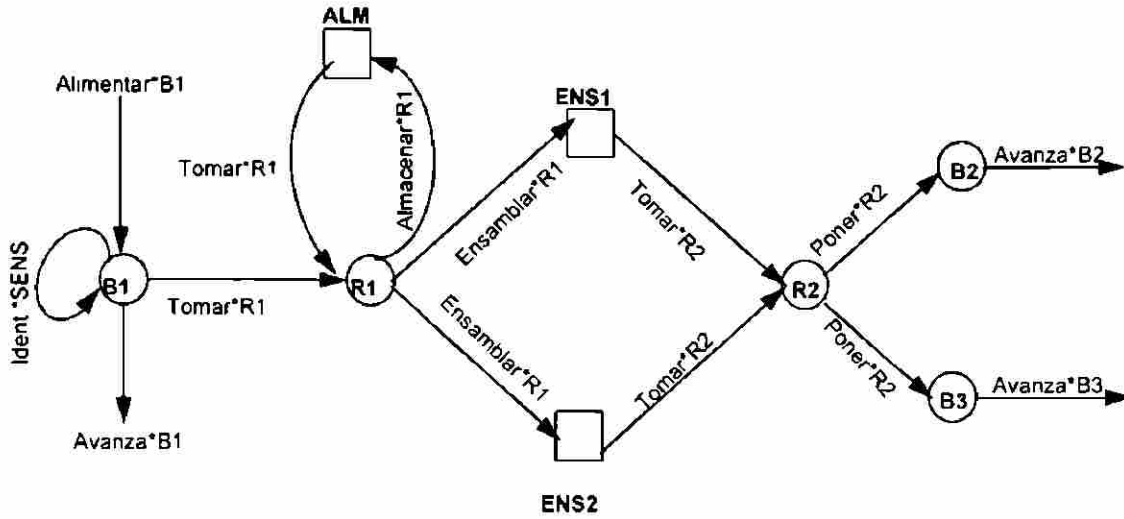 ALM
Alimentar*B1
ENS1
Tomar*R1
Almacenar*R1
Ensamblar*R1
Tomar*R2
Poner*R2
B2
Avanza*B2
Ident *SENS
B1
Tomar*R1
R1
R2
Ensamblar*R1
Tomar*R2
Poner*R2
B3
Avanza*B3
Avanza*B1
ENS2